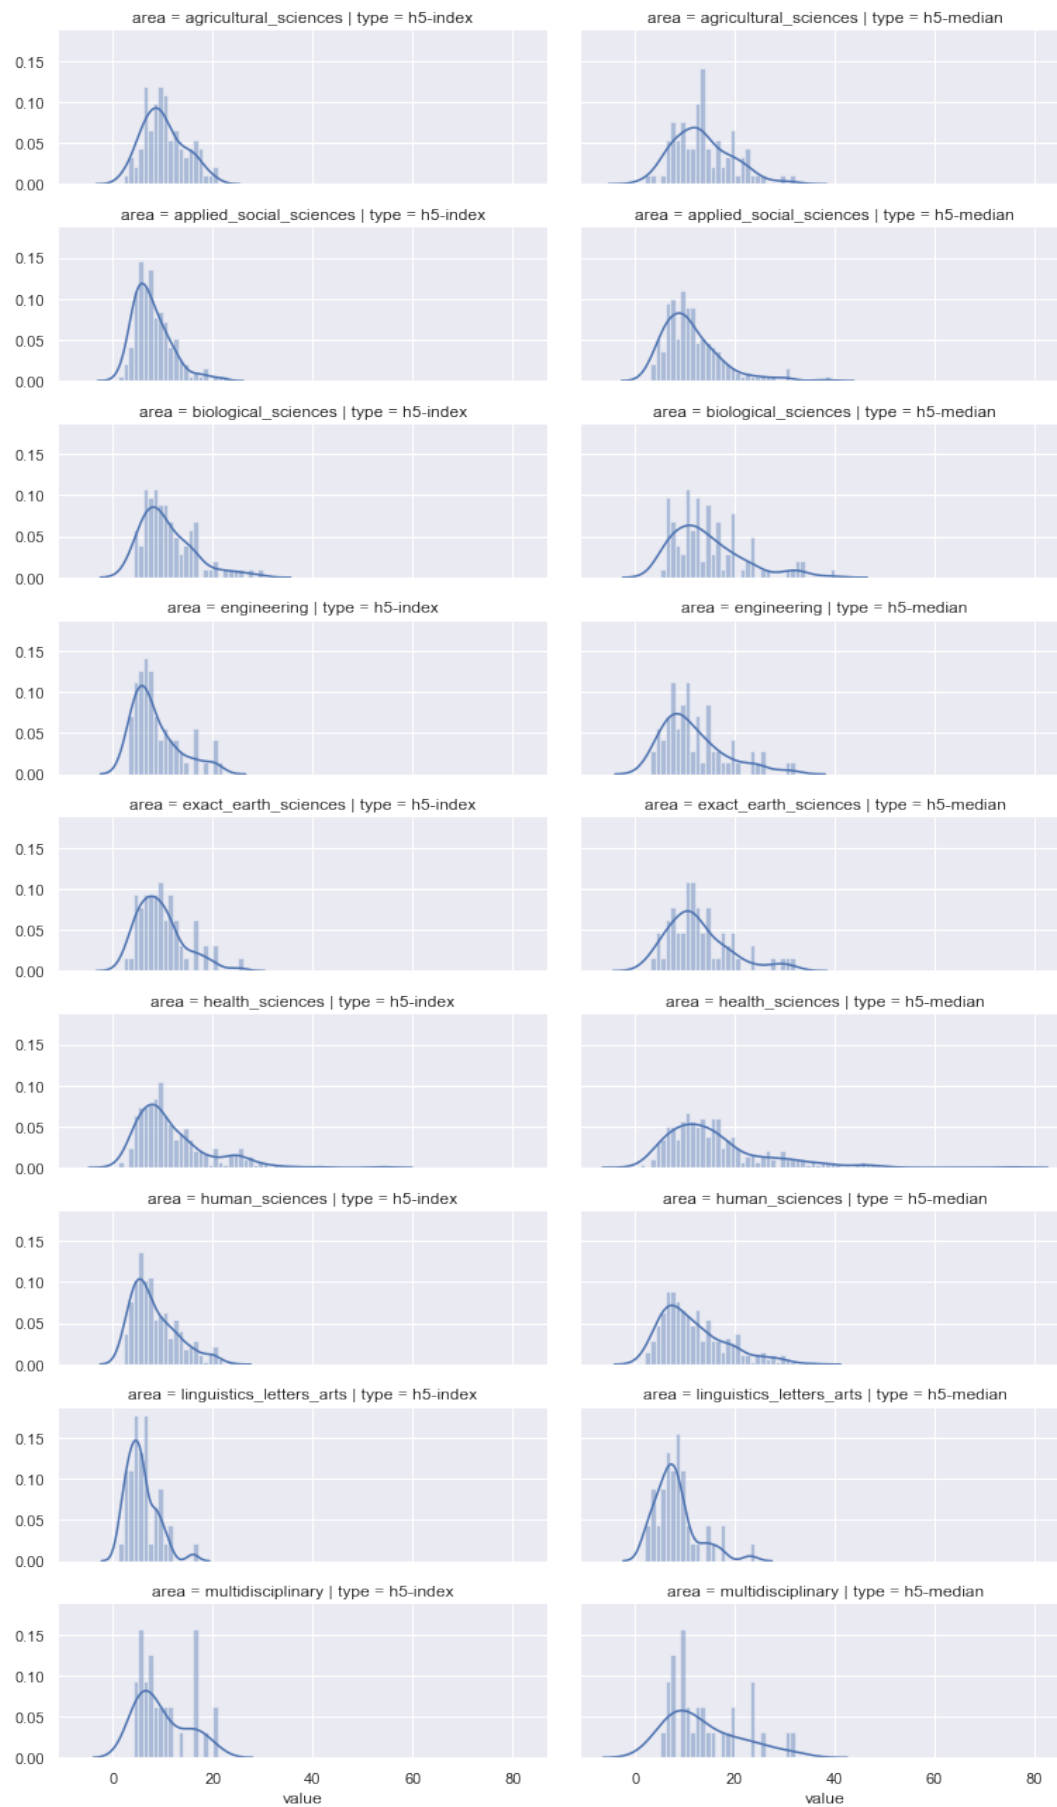 area = agricultural_sciences | type = h5-index
area = agricultural_sciences | type = h5-median
0.15
0.10
0.05
0.00
area = applied_social_sciences | type = h5-index
area = applied_social_sciences | type = h5-median
0.15
0.10
0.05
0.00
area = biological_sciences | type = h5-index
area = biological_sciences | type = h5-median
0.15
0.10
0.05
0.00
area = engineering | type = h5-index
area = engineering | type = h5-median
0.15
0.10
0.05
0.00
area = exact_earth_sciences | type = h5-index
area = exact_earth_sciences | type = h5-median
0.15
0.10
0.05
0.00
area = health_sciences | type = h5-index
area = health_sciences | type = h5-median
0.15
0.10
0.05
0.00
area = human_sciences | type = h5-index
area = human_sciences | type = h5-median
0.15
0.10
0.05
0.00
area = linguistics_letters_arts | type = h5-index
area = linguistics_letters_arts | type = h5-median
0.15
0.10
0.05
0.00
area = multidisciplinary | type = h5-index
area = multidisciplinary | type = h5-median
0.15
0.10
0.05
0.00
0 20 40 60 80
0 20 40 60 80
value
value